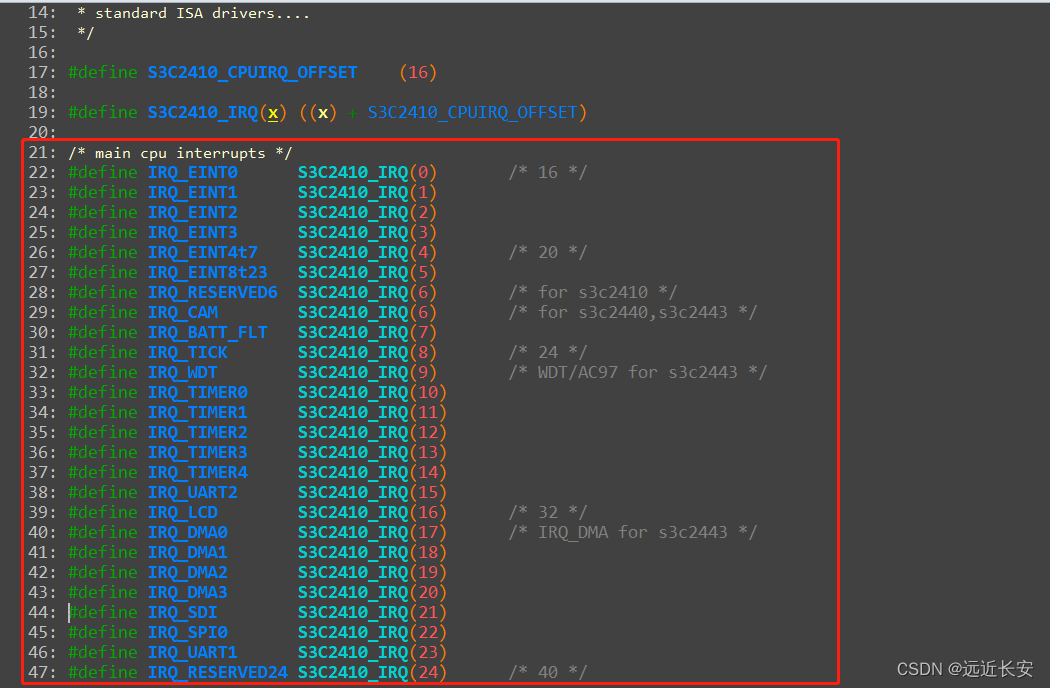 14: * standard ISA drivers....
15: */
16:
17: #define S3C2410_CPUIRQ_OFFSET (16)
18:
19: #define S3C2410_IRQ(x) ((x) + S3C2410_CPUIRQ_OFFSET)
20:
21: /* main cpu interrupts */
22: #define IRQ_EINT0 S3C2410_IRQ(0) /* 16 */
23: #define IRQ_EINT1 S3C2410_IRQ(1)
24: #define IRQ_EINT2 S3C2410_IRQ(2)
25: #define IRQ_EINT3 S3C2410_IRQ(3)
26: #define IRQ_EINT4t7 S3C2410_IRQ(4) /* 20 */
27: #define IRQ_EINT8t23 S3C2410_IRQ(5)
28: #define IRQ_RESERVED6 S3C2410_IRQ(6) /* for s3c2410 */
29: #define IRQ_CAM S3C2410_IRQ(6) /* for s3c2440,s3c2443 */
30: #define IRQ_BATT_FLT S3C2410_IRQ(7)
31: #define IRQ_TICK S3C2410_IRQ(8) /* 24 */
32: #define IRQ_WDT S3C2410_IRQ(9) /* WDT/AC97 for s3c2443 */
33: #define IRQ_TIMER0 S3C2410_IRQ(10)
34: #define IRQ_TIMER1 S3C2410_IRQ(11)
35: #define IRQ_TIMER2 S3C2410_IRQ(12)
36: #define IRQ_TIMER3 S3C2410_IRQ(13)
37: #define IRQ_TIMER4 S3C2410_IRQ(14)
38: #define IRQ_UART2 S3C2410_IRQ(15)
39: #define IRQ_LCD S3C2410_IRQ(16) /* 32 */
40: #define IRQ_DMA0 S3C2410_IRQ(17) /* IRQ_DMA for s3c2443 */
41: #define IRQ_DMA1 S3C2410_IRQ(18)
42: #define IRQ_DMA2 S3C2410_IRQ(19)
43: #define IRQ_DMA3 S3C2410_IRQ(20)
44: #define IRQ_SDI S3C2410_IRQ(21)
45: #define IRQ_SPI0 S3C2410_IRQ(22)
46: #define IRQ_UART1 S3C2410_IRQ(23)
47: #define IRQ_RESERVED24 S3C2410_IRQ(24) /* 40 */
CSDN @远近长安